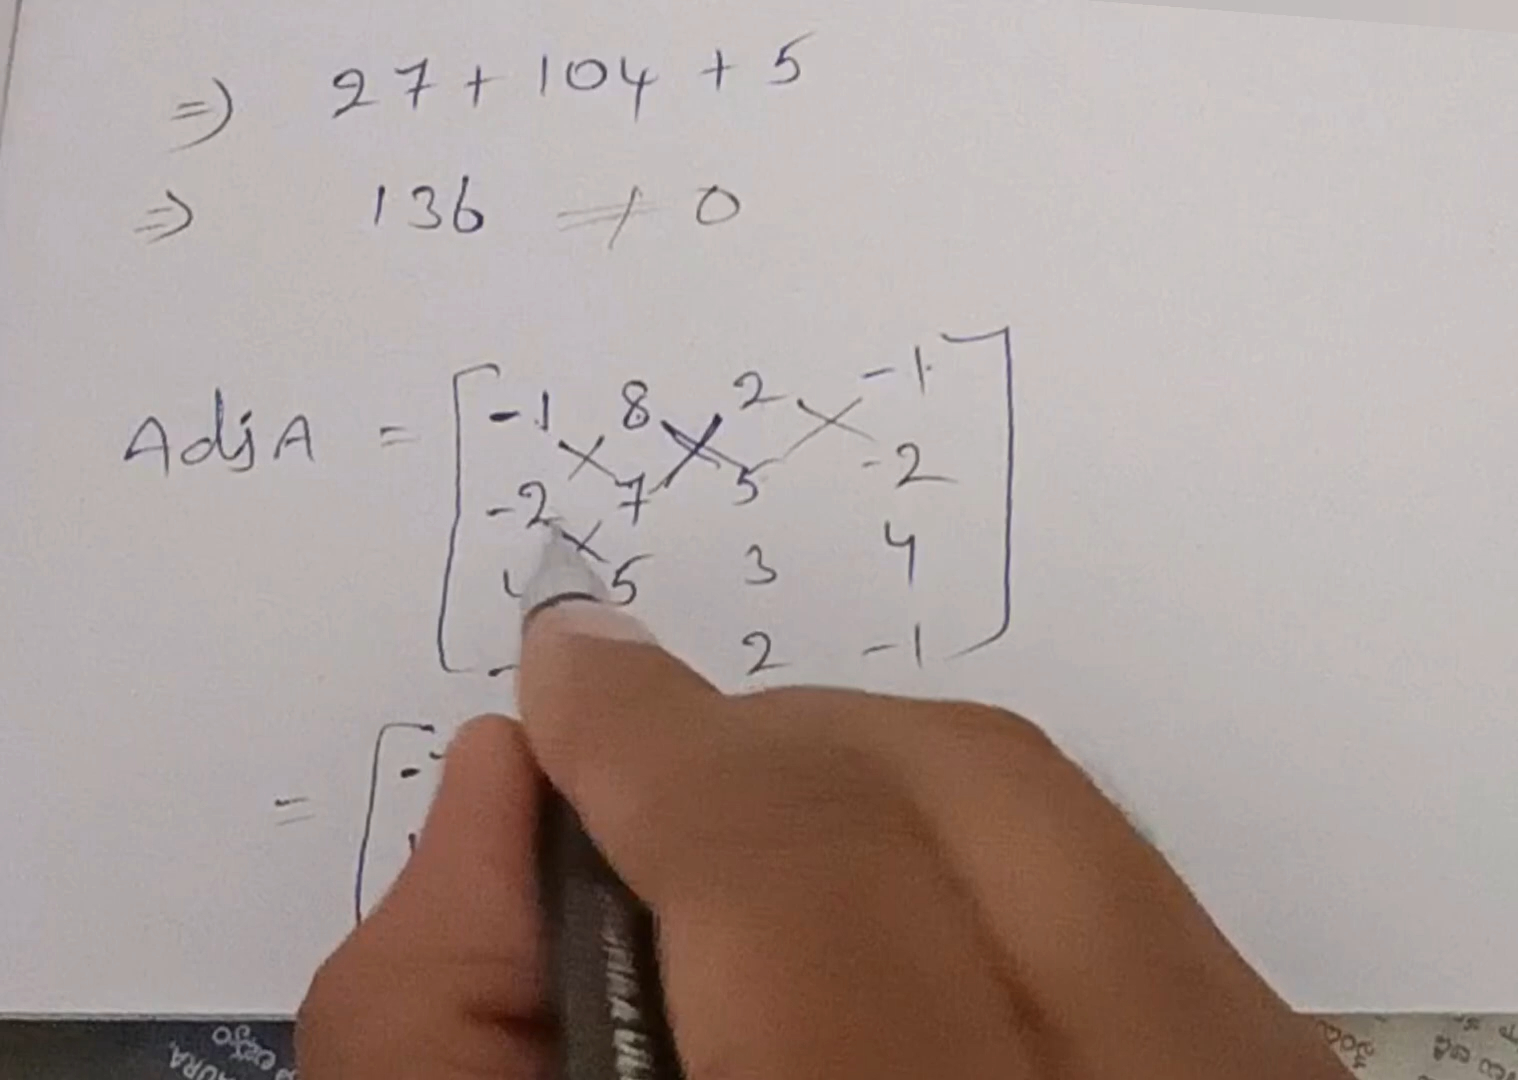 => 27 + 104 + 5
=> 136 ≠ 0
Adj A = [ -1 8 2 -1
-2 7 5 -2
4 5 3 4
- 2 -1 ]
= [ -